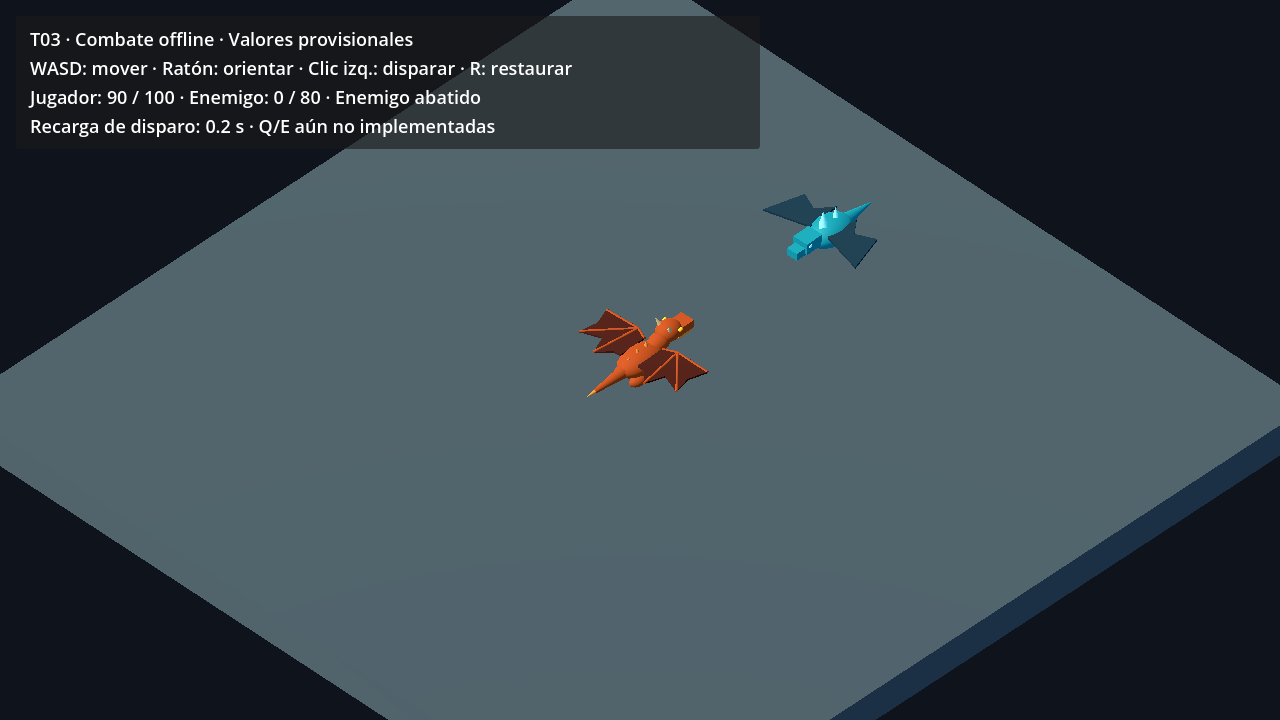 T03 · Combate offline · Valores provisionales
WASD: mover · Ratón: orientar · Clic izq.: disparar · R: restaurar
Jugador: 90 / 100 · Enemigo: 0 / 80 · Enemigo abatido
Recarga de disparo: 0.2 s · Q/E aún no implementadas